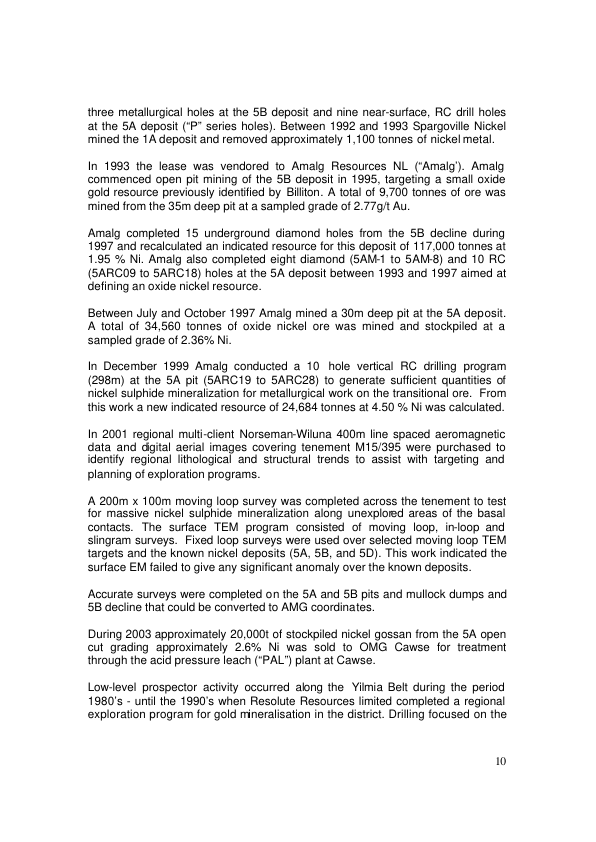 three metallurgical holes at the 5B deposit and nine near-surface, RC drill holes
at the 5A deposit (“P” series holes). Between 1992 and 1993 Spargoville Nickel
mined the 1A deposit and removed approximately 1,100 tonnes of nickel metal.
In 1993 the lease was vendored to Amalg Resources NL (“Amalg’). Amalg
commenced open pit mining of the 5B deposit in 1995, targeting a small oxide
gold resource previously identified by Billiton. A total of 9,700 tonnes of ore was
mined from the 35m deep pit at a sampled grade of 2.77g/t Au.
Amalg completed 15 underground diamond holes from the 5B decline during
1997 and recalculated an indicated resource for this deposit of 117,000 tonnes at
1.95 % Ni. Amalg also completed eight diamond (5AM-1 to 5AM-8) and 10 RC
(5ARC09 to 5ARC18) holes at the 5A deposit between 1993 and 1997 aimed at
defining an oxide nickel resource.
Between July and October 1997 Amalg mined a 30m deep pit at the 5A deposit.
A total of 34,560 tonnes of oxide nickel ore was mined and stockpiled at a
sampled grade of 2.36% Ni.
In December 1999 Amalg conducted a 10 hole vertical RC drilling program
(298m) at the 5A pit (5ARC19 to 5ARC28) to generate sufficient quantities of
nickel sulphide mineralization for metallurgical work on the transitional ore. From
this work a new indicated resource of 24,684 tonnes at 4.50 % Ni was calculated.
In 2001 regional multi-client Norseman-Wiluna 400m line spaced aeromagnetic
data and digital aerial images covering tenement M15/395 were purchased to
identify regional lithological and structural trends to assist with targeting and
planning of exploration programs.
A 200m x 100m moving loop survey was completed across the tenement to test
for massive nickel sulphide mineralization along unexplored areas of the basal
contacts. The surface TEM program consisted of moving loop, in-loop and
slingram surveys. Fixed loop surveys were used over selected moving loop TEM
targets and the known nickel deposits (5A, 5B, and 5D). This work indicated the
surface EM failed to give any significant anomaly over the known deposits.
Accurate surveys were completed on the 5A and 5B pits and mullock dumps and
5B decline that could be converted to AMG coordinates.
During 2003 approximately 20,000t of stockpiled nickel gossan from the 5A open
cut grading approximately 2.6% Ni was sold to OMG Cawse for treatment
through the acid pressure leach (“PAL”) plant at Cawse.
Low-level prospector activity occurred along the Yilmia Belt during the period
1980’s - until the 1990’s when Resolute Resources limited completed a regional
exploration program for gold mineralisation in the district. Drilling focused on the
10